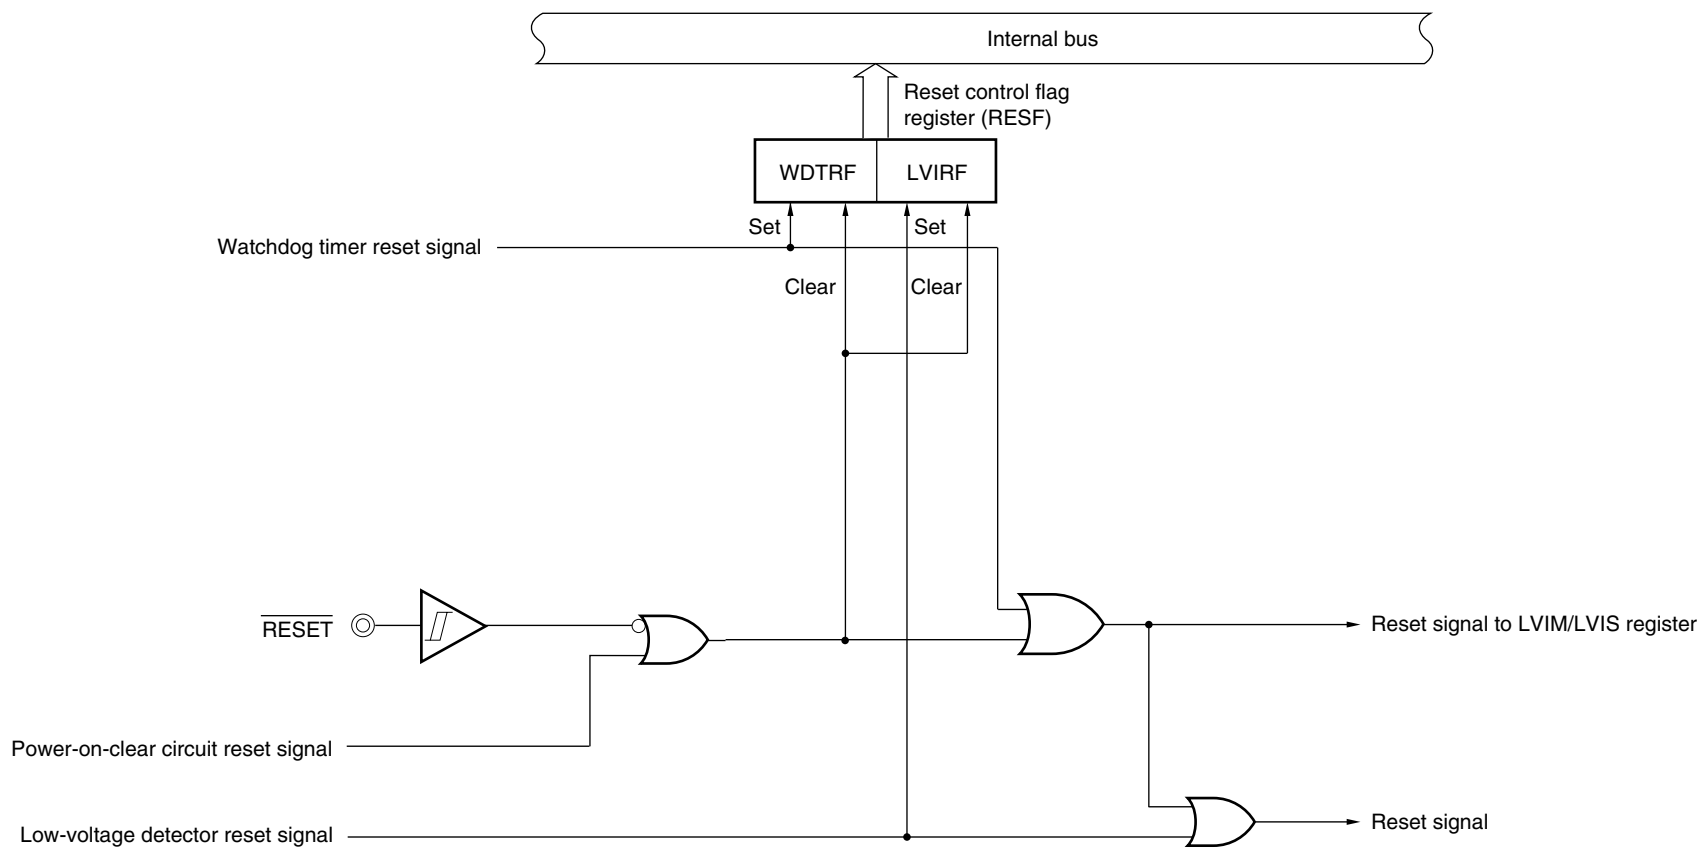 Internal bus
Reset control flag
register (RESF)
WDTRF
LVIRF
Set
Set
Watchdog timer reset signal
Clear
Clear
RESET
Reset signal to LVIM/LVIS register
Power-on-clear circuit reset signal
Low-voltage detector reset signal
Reset signal